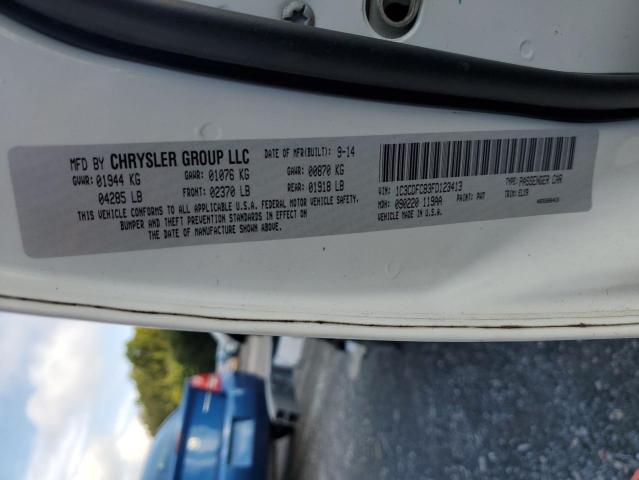 MFD BY CHRYSLER GROUP LLC DATE OF MFR(BUILT): 9-14
GVWR: 01944 KG GAWR: 01076 KG GAWR: 00870 KG
04285 LB FRONT: 02370 LB REAR: 01918 LB
THIS VEHICLE CONFORMS TO ALL APPLICABLE U.S.A. FEDERAL MOTOR VEHICLE SAFETY,
BUMPER AND THEFT PREVENTION STANDARDS IN EFFECT ON
THE DATE OF MANUFACTURE SHOWN ABOVE.
VIN: 1C3CDFCB3FD123413 TYPE: PASSENGER CAR
MDH: 090220 119AA PAINT: PW7 TRIM: ELX9